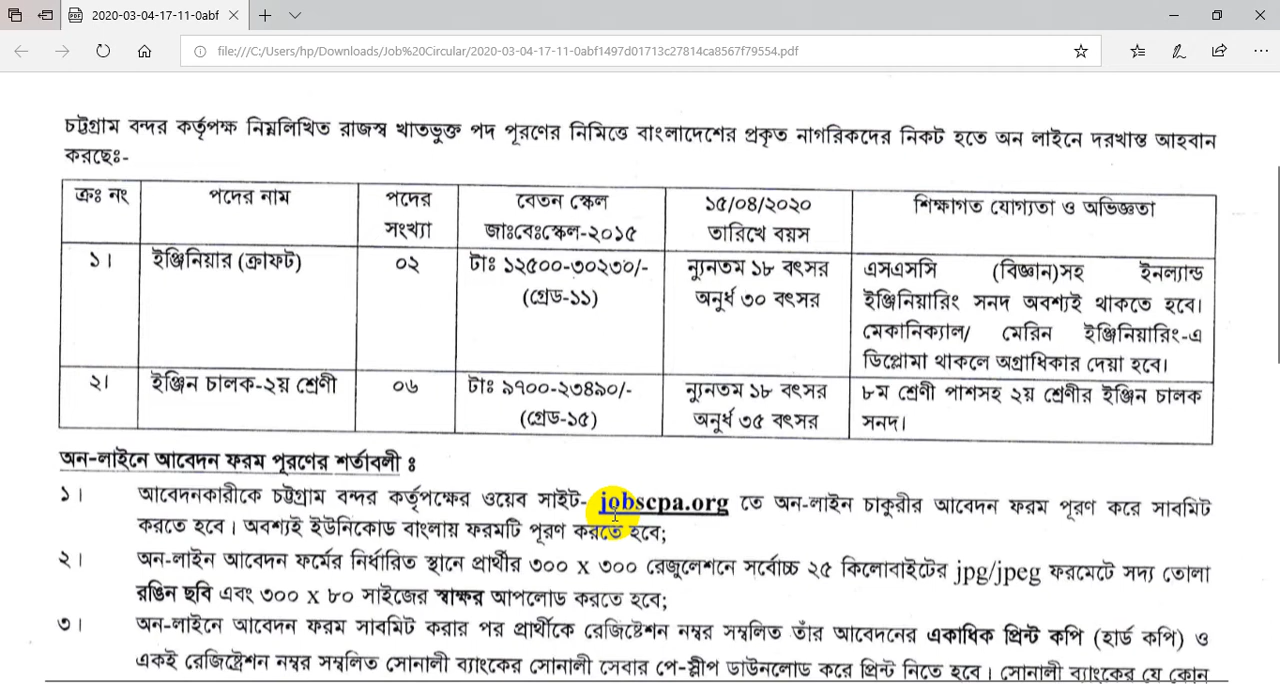 2020-03-04-17-11-0abf
file:///C:/Users/hp/Downloads/Job%20Circular/2020-03-04-17-11-0abf1497d01713c27814ca8567f79554.pdf
চট্টগ্রাম বন্দর কর্তৃপক্ষ নিম্নলিখিত রাজস্ব খাতভুক্ত পদ পূরণের নিমিত্তে বাংলাদেশের প্রকৃত নাগরিকদের নিকট হতে অন লাইনে দরখাস্ত আহবান
করছেঃ-
ক্রঃ নং পদের নাম পদের সংখ্যা বেতন স্কেল জাঃবেঃস্কেল-২০১৫ ১৫/০৪/২০২০ তারিখে বয়স শিক্ষাগত যোগ্যতা ও অভিজ্ঞতা
১। ইঞ্জিনিয়ার (ক্রাফট) ০২ টাঃ ১২৫০০-৩০২৩০/- ন্যুনতম ১৮ বৎসর এসএসসি (বিজ্ঞান)সহ ইনল্যান্ড
(গ্রেড-১১) অনুর্ধ ৩০ বৎসর ইঞ্জিনিয়ারিং সনদ অবশ্যই থাকতে হবে।
মেকানিক্যাল/ মেরিন ইঞ্জিনিয়ারিং-এ
ডিপ্লোমা থাকলে অগ্রাধিকার দেয়া হবে।
২। ইঞ্জিন চালক-২য় শ্রেণী ০৬ টাঃ ৯৭০০-২৩৪৯০/- ন্যুনতম ১৮ বৎসর ৮ম শ্রেণী পাশসহ ২য় শ্রেণীর ইঞ্জিন চালক
(গ্রেড-১৫) অনুর্ধ ৩৫ বৎসর সনদ।
অন-লাইনে আবেদন ফরম পূরণের শর্তাবলী ঃ
১। আবেদনকারীকে চট্টগ্রাম বন্দর কর্তৃপক্ষের ওয়েব সাইট- jobscpa.org তে অন-লাইন চাকুরীর আবেদন ফরম পূরণ করে সাবমিট
করতে হবে। অবশ্যই ইউনিকোড বাংলায় ফরমটি পূরণ করতে হবে;
২। অন-লাইন আবেদন ফর্মের নির্ধারিত স্থানে প্রার্থীর ৩০০ x ৩০০ রেজুলেশনে সর্বোচ্চ ২৫ কিলোবাইটের jpg/jpeg ফরমেটে সদ্য তোলা
রঙিন ছবি এবং ৩০০ x ৮০ সাইজের স্বাক্ষর আপলোড করতে হবে;
৩। অন-লাইনে আবেদন ফরম সাবমিট করার পর প্রার্থীকে রেজিষ্টেশন নম্বর সম্বলিত তাঁর আবেদনের একাধিক প্রিন্ট কপি (হার্ড কপি) ও
একই রেজিষ্ট্রেশন নম্বর সম্বলিত সোনালী ব্যাংকের সোনালী সেবার পে-স্লীপ ডাউনলোড করে প্রিন্ট নিতে হবে। সোনালী ব্যাংকের যে কোন